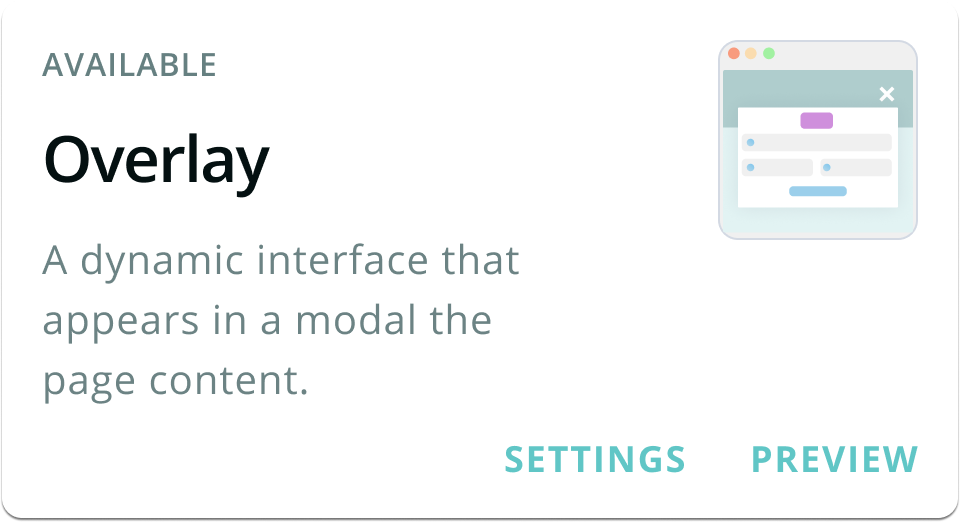 AVAILABLE
Overlay
A dynamic interface that
appears in a modal the
page content.
SETTINGS PREVIEW